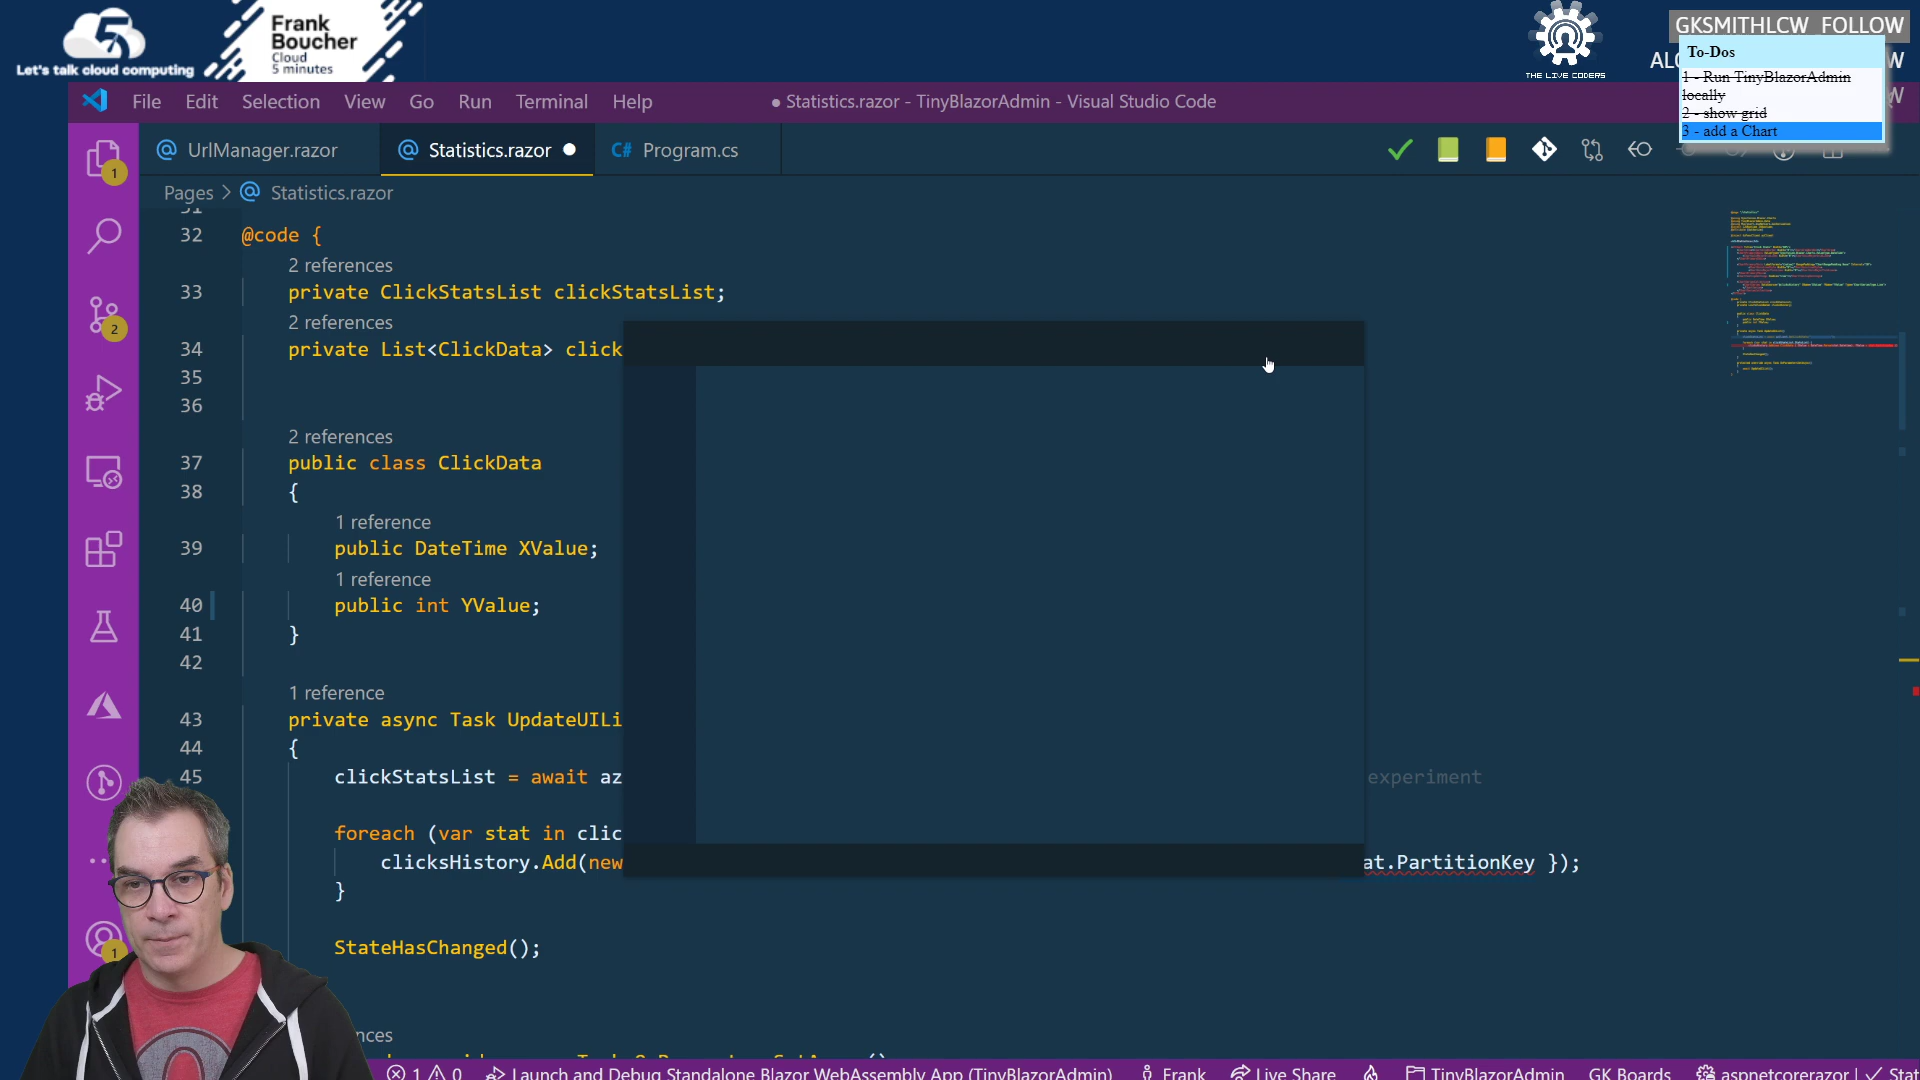 Let's talk cloud computing
Frank
Boucher
Cloud
5 minutes
THE LIVE CODERS
GKSMITHLCW FOLLOW
To-Dos
1 - Run TinyBlazorAdmin
locally
2 - show grid
3 - add a Chart
File Edit Selection View Go Run Terminal Help
● Statistics.razor - TinyBlazorAdmin - Visual Studio Code
UrlManager.razor
Statistics.razor
C# Program.cs
Pages > Statistics.razor
31
32 @code {
2 references
33 private ClickStatsList clickStatsList;
2 references
34 private List<ClickData> click
35
36
2 references
37 public class ClickData
38 {
1 reference
39 public DateTime XValue;
1 reference
40 public int YValue;
41 }
42
1 reference
43 private async Task UpdateUILi
44 {
45 clickStatsList = await az experiment
foreach (var stat in clic
clicksHistory.Add(new at.PartitionKey });
}
StateHasChanged();
nces
1 0 Launch and Debug Standalone Blazor WebAssembly App (TinyBlazorAdmin) Frank Live Share TinyBlazorAdmin GK Boards aspnetcorerazor | Stat